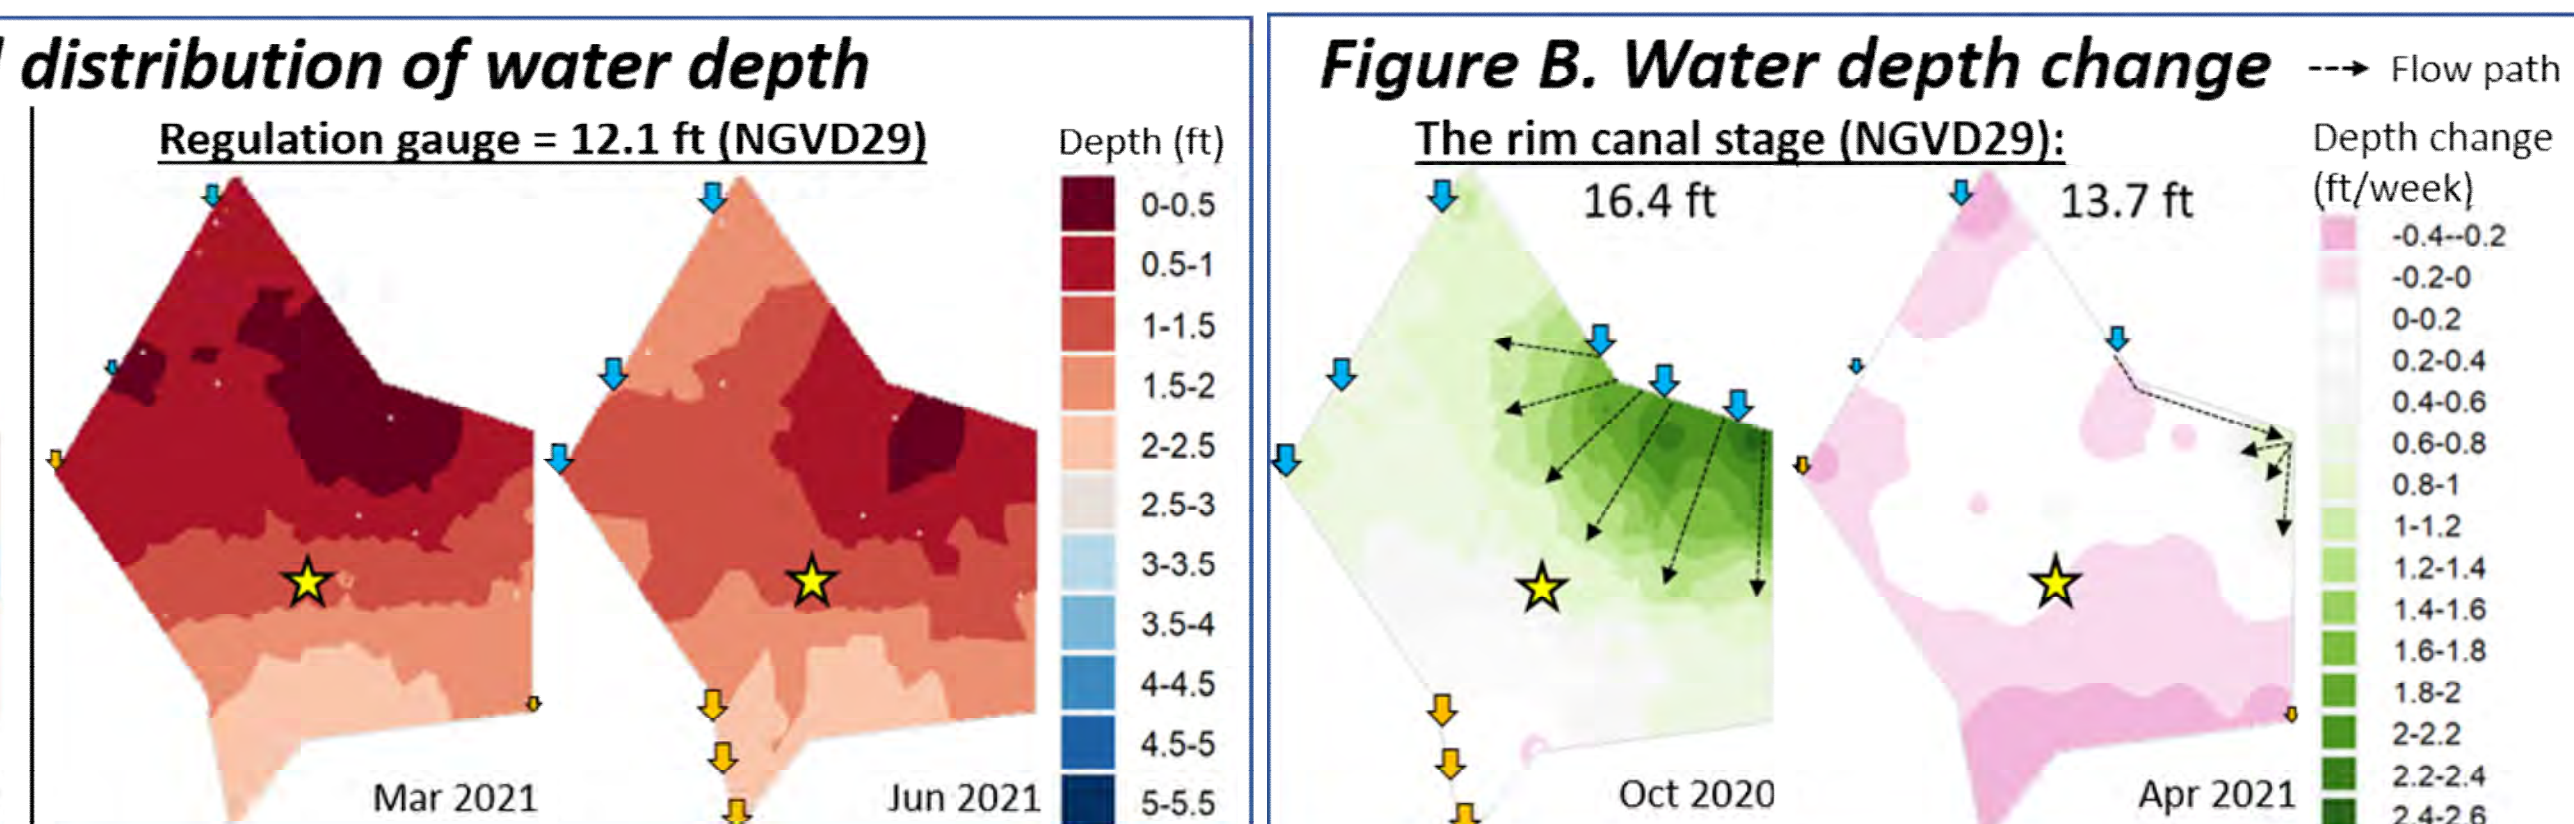 distribution of water depth
Regulation gauge = 12.1 ft (NGVD29)
Depth (ft)
0-0.5
0.5-1
1-1.5
1.5-2
2-2.5
2.5-3
3-3.5
3.5-4
4-4.5
4.5-5
5-5.5
Mar 2021
Jun 2021
Figure B. Water depth change
Flow path
The rim canal stage (NGVD29):
16.4 ft
13.7 ft
Depth change
(ft/week)
-0.4--0.2
-0.2-0
0-0.2
0.2-0.4
0.4-0.6
0.6-0.8
0.8-1
1-1.2
1.2-1.4
1.4-1.6
1.6-1.8
1.8-2
2-2.2
2.2-2.4
2.4-2.6
Oct 2020
Apr 2021